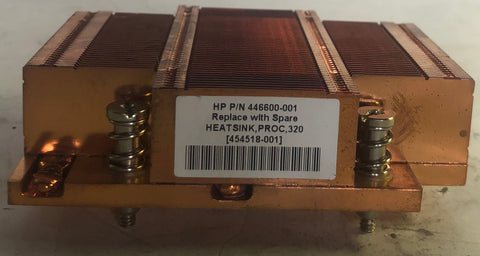 HP P/N 446600-001
Replace with Spare
HEATSINK,PROC,320
[454518-001]